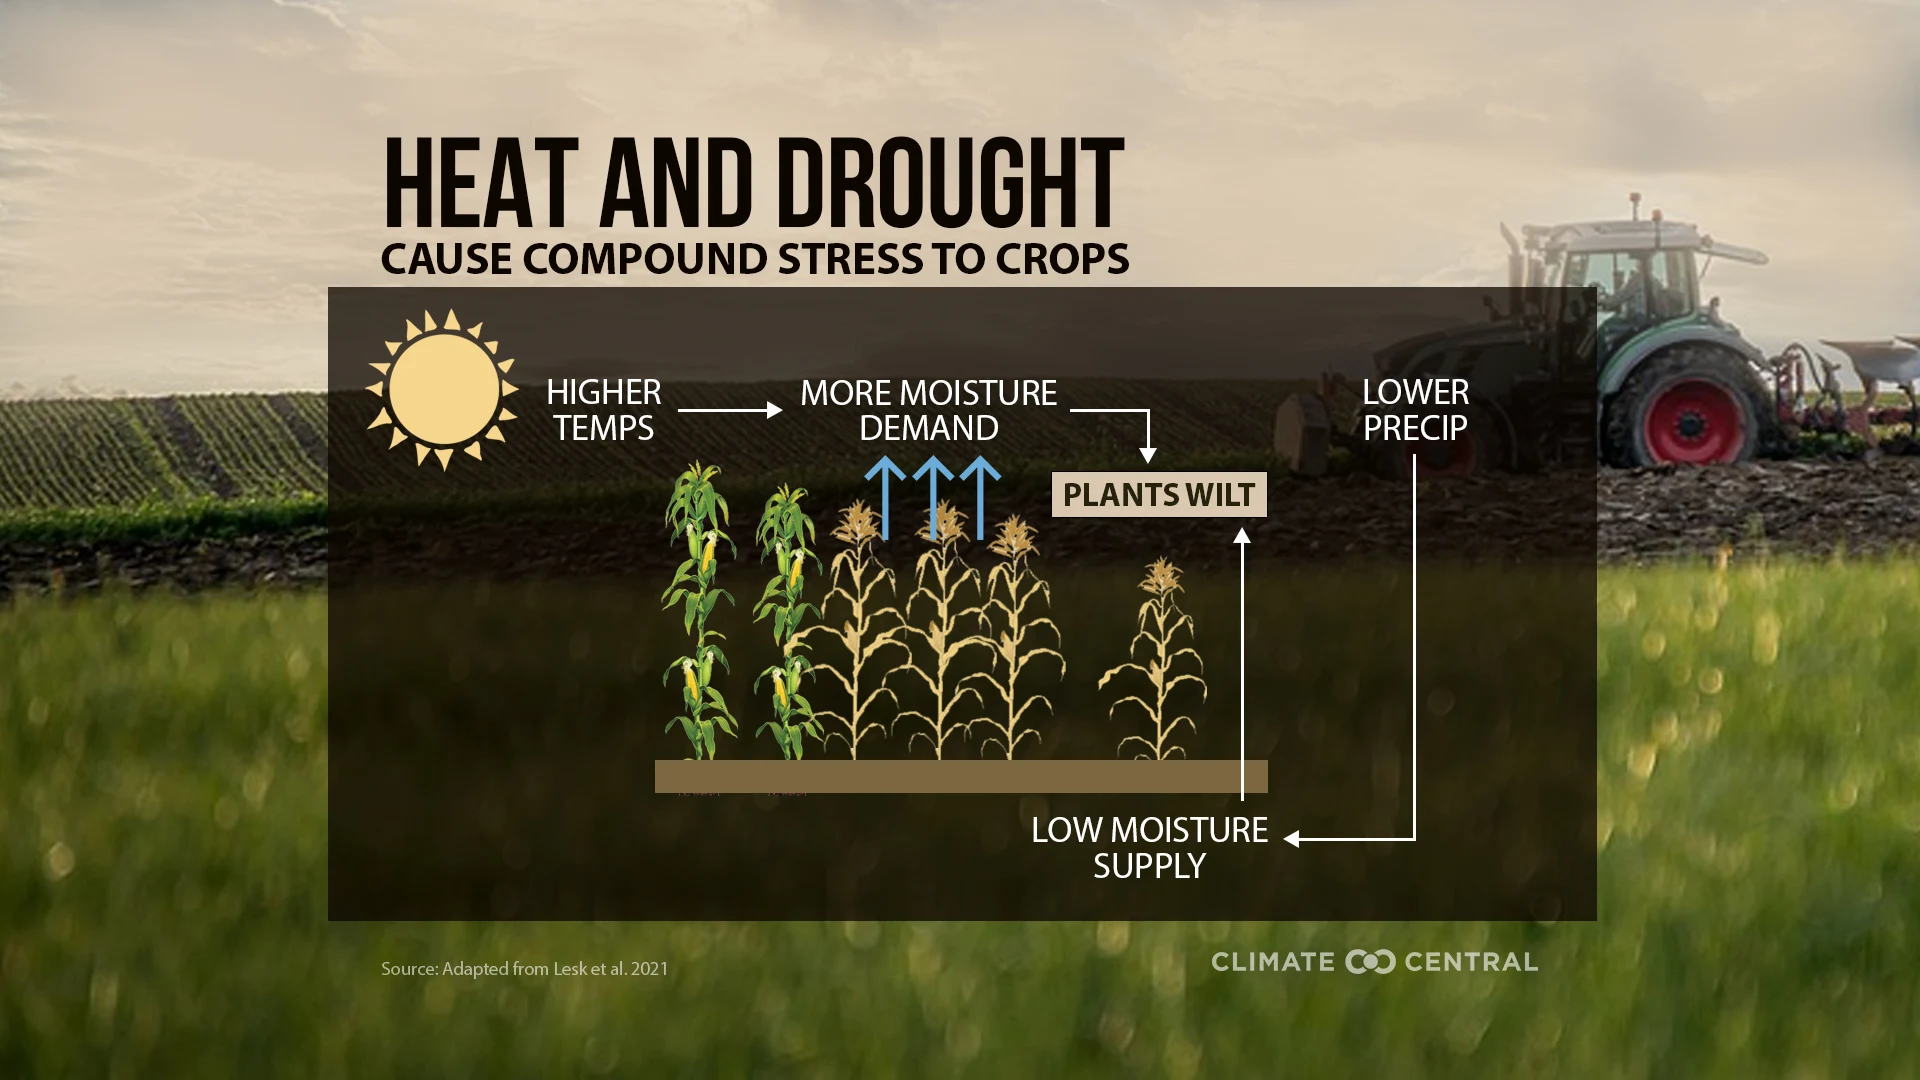 HEAT AND DROUGHT
CAUSE COMPOUND STRESS TO CROPS
HIGHER
TEMPS
MORE MOISTURE
DEMAND
PLANTS WILT
LOWER
PRECIP
LOW MOISTURE
SUPPLY
Source: Adapted from Lesk et al. 2021
CLIMATE CENTRAL